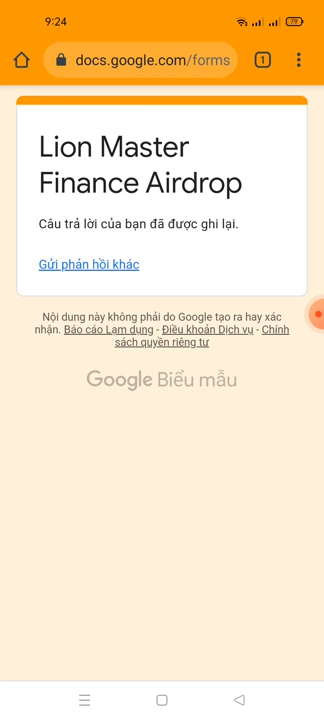 9:24
79
docs.google.com/forms
1
Lion Master
Finance Airdrop
Câu trả lời của bạn đã được ghi lại.
Gửi phản hồi khác
Nội dung này không phải do Google tạo ra hay xác
nhận. Báo cáo Lạm dụng - Điều khoản Dịch vụ - Chính
sách quyền riêng tư
Google Biểu mẫu